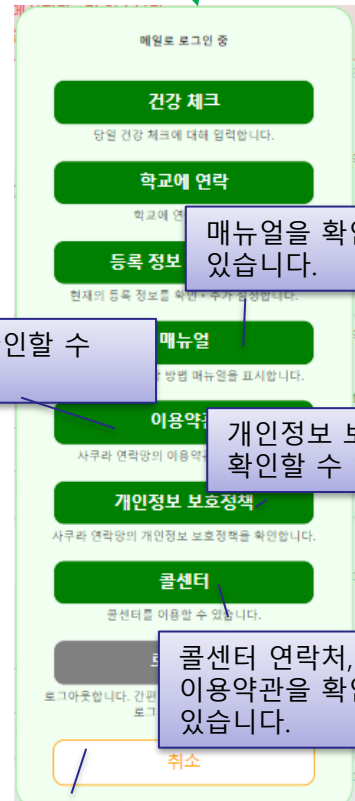 메일로 로그인 중
건강 체크
당일 건강 체크에 대해 입력합니다.
학교에 연락
학교에 연
매뉴얼을 확인
있습니다.
등록 정보
현재의 등록 정보를 확인・추가 설정합니다.
인할 수
매뉴얼
방법 매뉴얼을 표시합니다.
이용약관
사쿠라 연락망의 이용약
개인정보 보
확인할 수
개인정보 보호정책
사쿠라 연락망의 개인정보 보호정책을 확인합니다.
콜센터
콜센터를 이용할 수 있습니다.
콜센터 연락처,
이용약관을 확인
있습니다.
로그아웃합니다. 간편
로그
취소